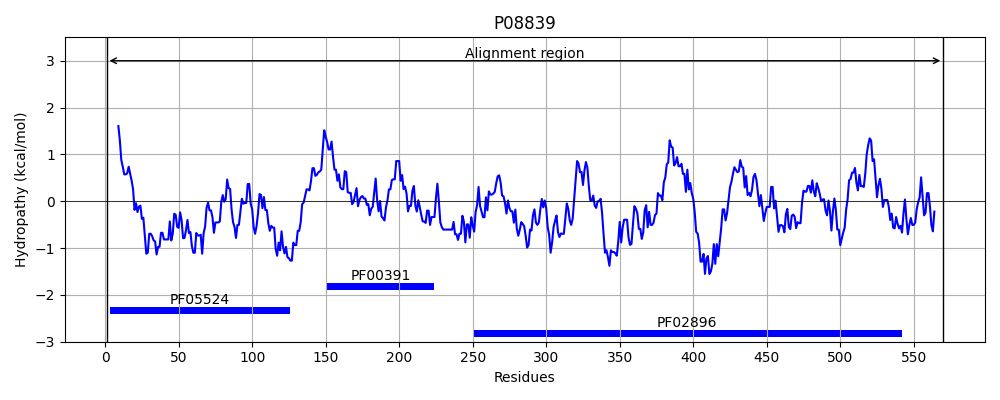 P08839
Alignment region
Hydropathy (kcal/mol)
3
2
1
0
−1
−2
−3
PF00391
PF05524
PF02896
0 50 100 150 200 250 300 350 400 450 500 550
Residues